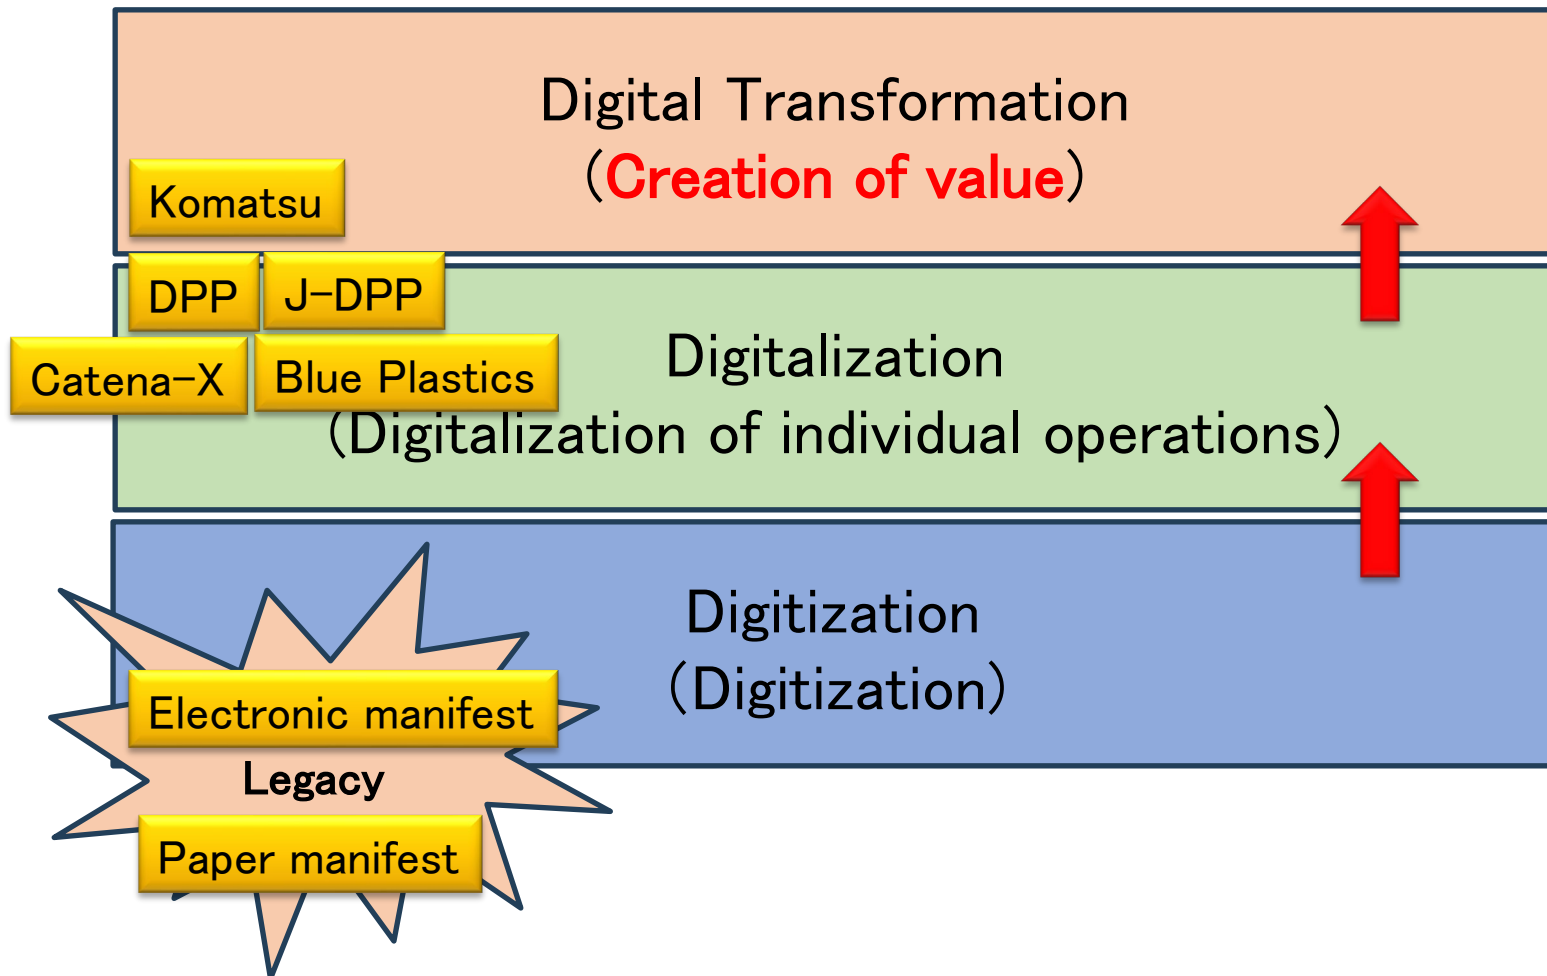 Digital Transformation
(Creation of value)
Komatsu
DPP
J-DPP
Catena-X
Blue Plastics
Digitalization
(Digitalization of individual operations)
Digitization
(Digitization)
Electronic manifest
Legacy
Paper manifest